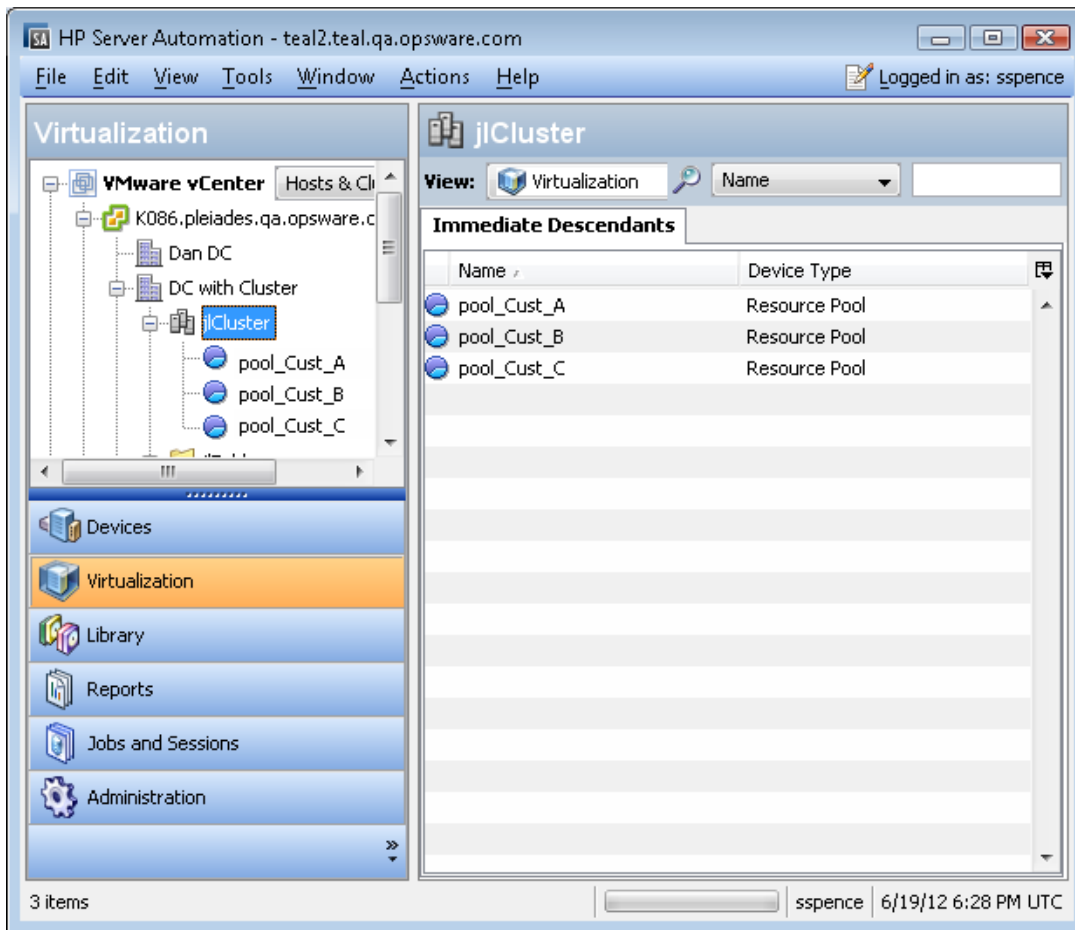 SA HP Server Automation - teal2.teal.qa.opsware.com
File Edit View Tools Window Actions Help Logged in as: sspence
Virtualization
VMware vCenter Hosts & Cl
K086.pleiades.qa.opsware.c
Dan DC
DC with Cluster
jlCluster
pool_Cust_A
pool_Cust_B
pool_Cust_C
Devices
Virtualization
Library
Reports
Jobs and Sessions
Administration
jlCluster
View: Virtualization Name
Immediate Descendants
Name Device Type
pool_Cust_A Resource Pool
pool_Cust_B Resource Pool
pool_Cust_C Resource Pool
3 items sspence 6/19/12 6:28 PM UTC